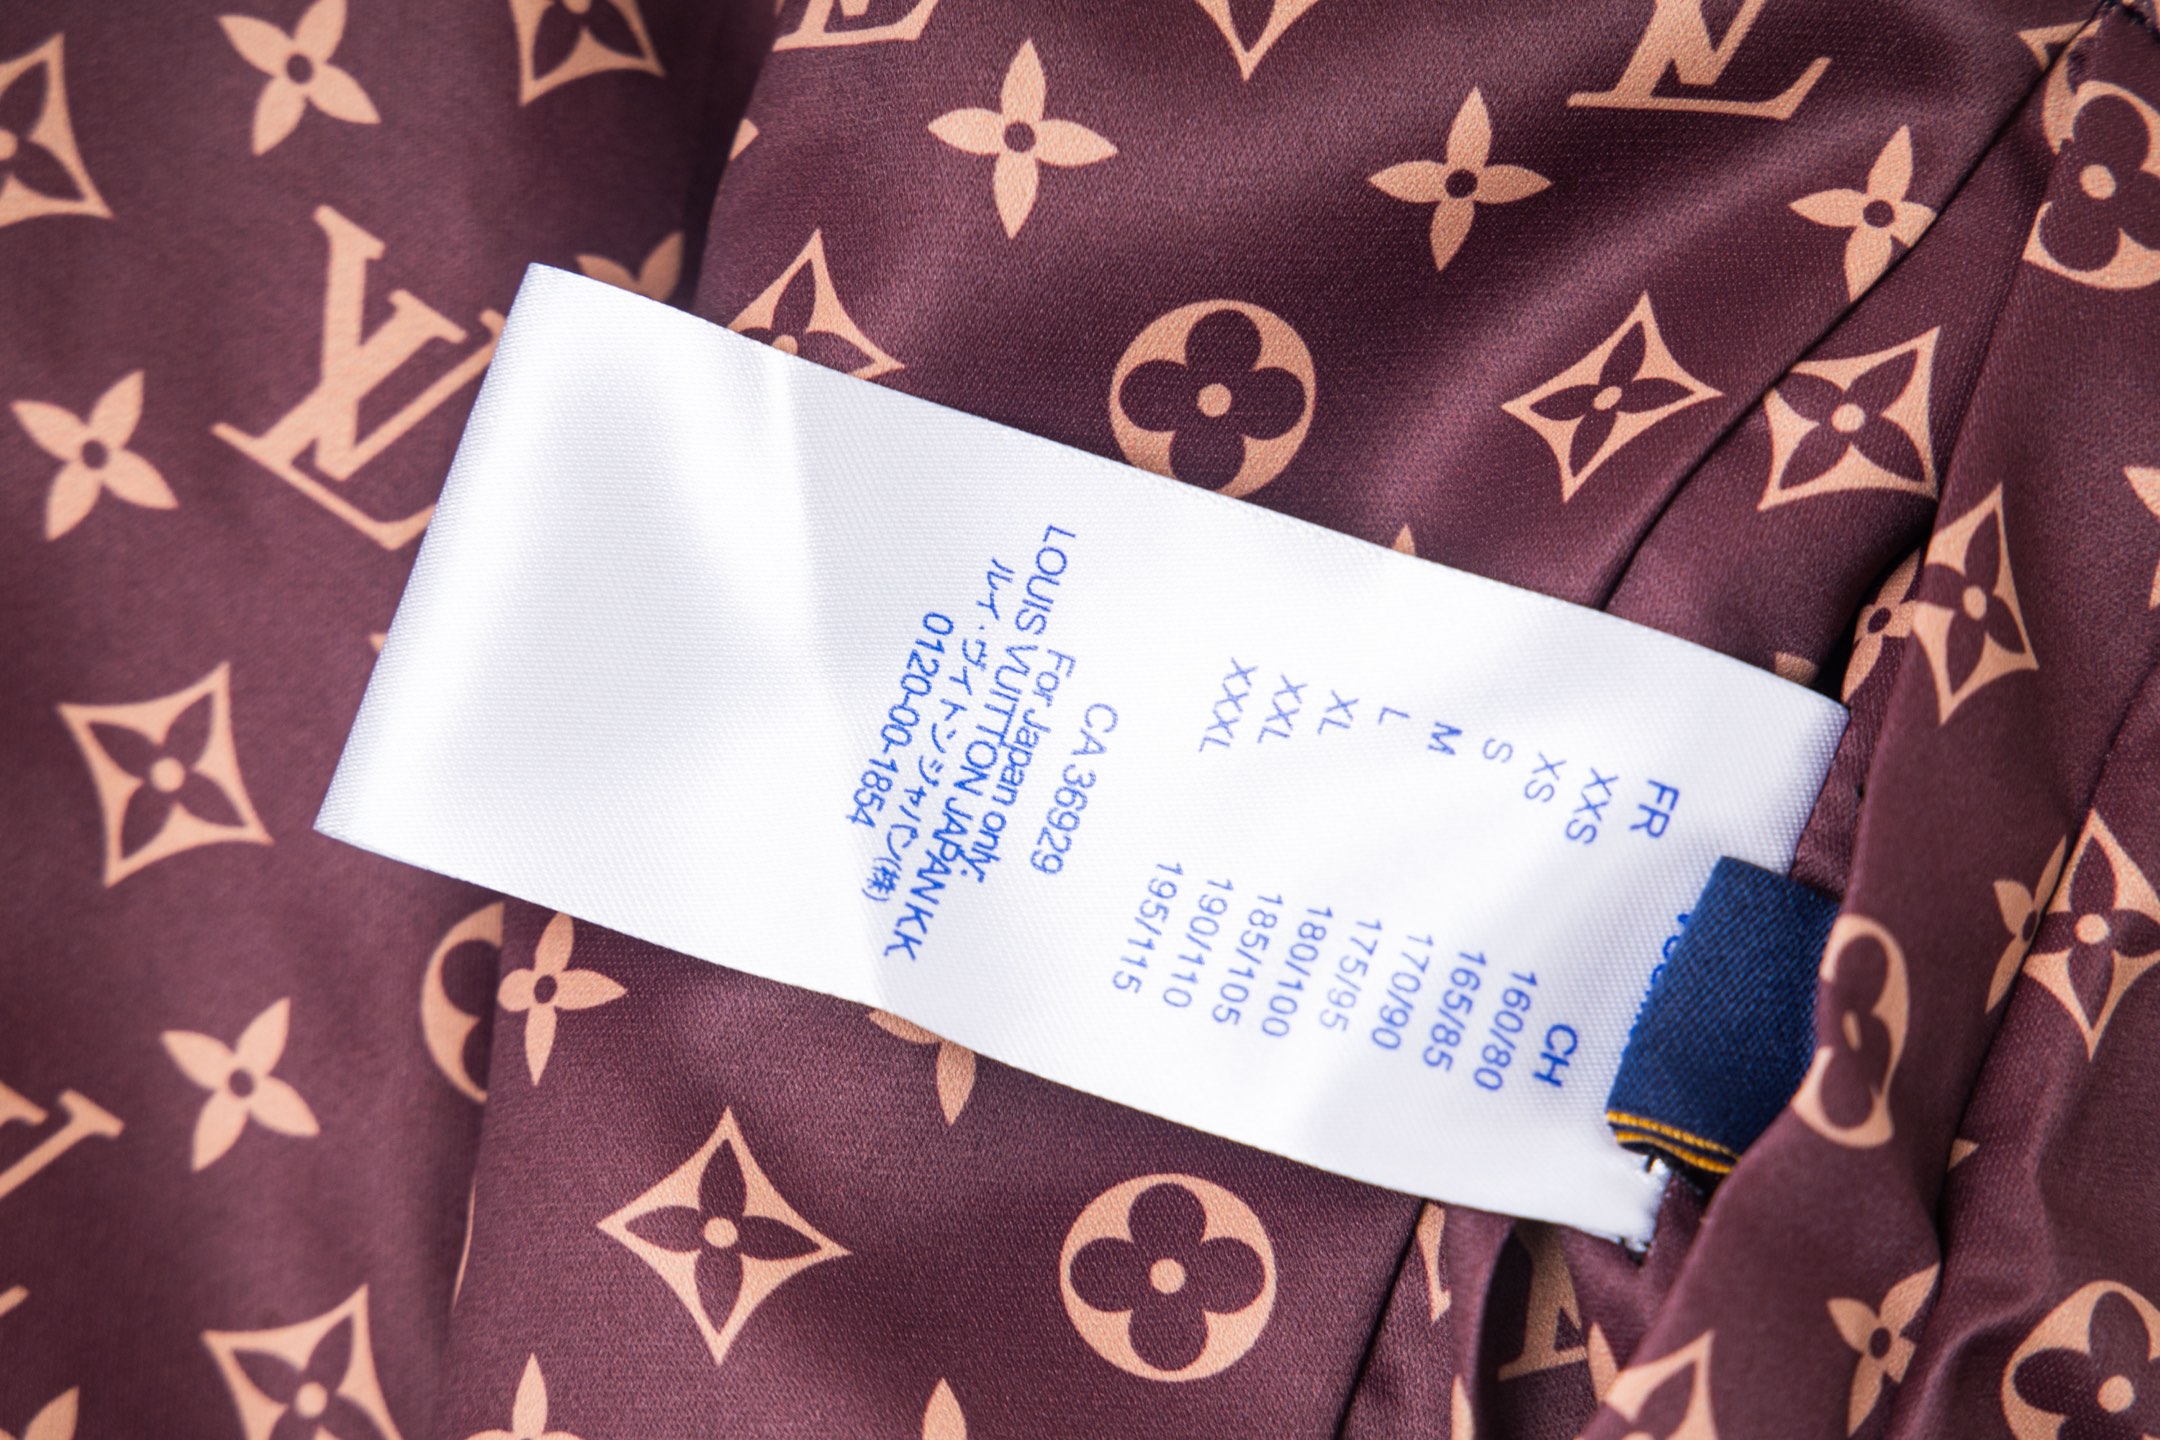 FR CH
XXS 160/80
XS 165/85
S 170/90
M 175/95
L 180/100
XL 185/105
XXL 190/110
XXXL 195/115
CA 36929
For Japan only:
LOUIS VUITTON JAPAN KK
ルイ・ヴィトンジャパン(株)
0120-00-1854